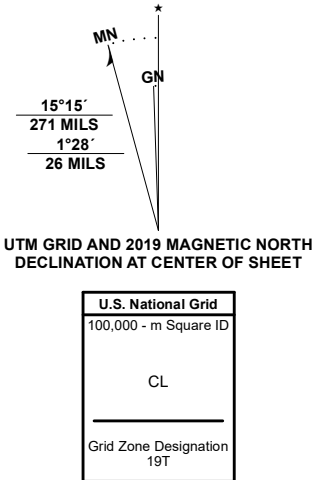 ★
MN
GN
15°15´
271 MILS
1°28´
26 MILS
UTM GRID AND 2019 MAGNETIC NORTH
DECLINATION AT CENTER OF SHEET
U.S. National Grid
100,000 - m Square ID
CL
Grid Zone Designation
19T